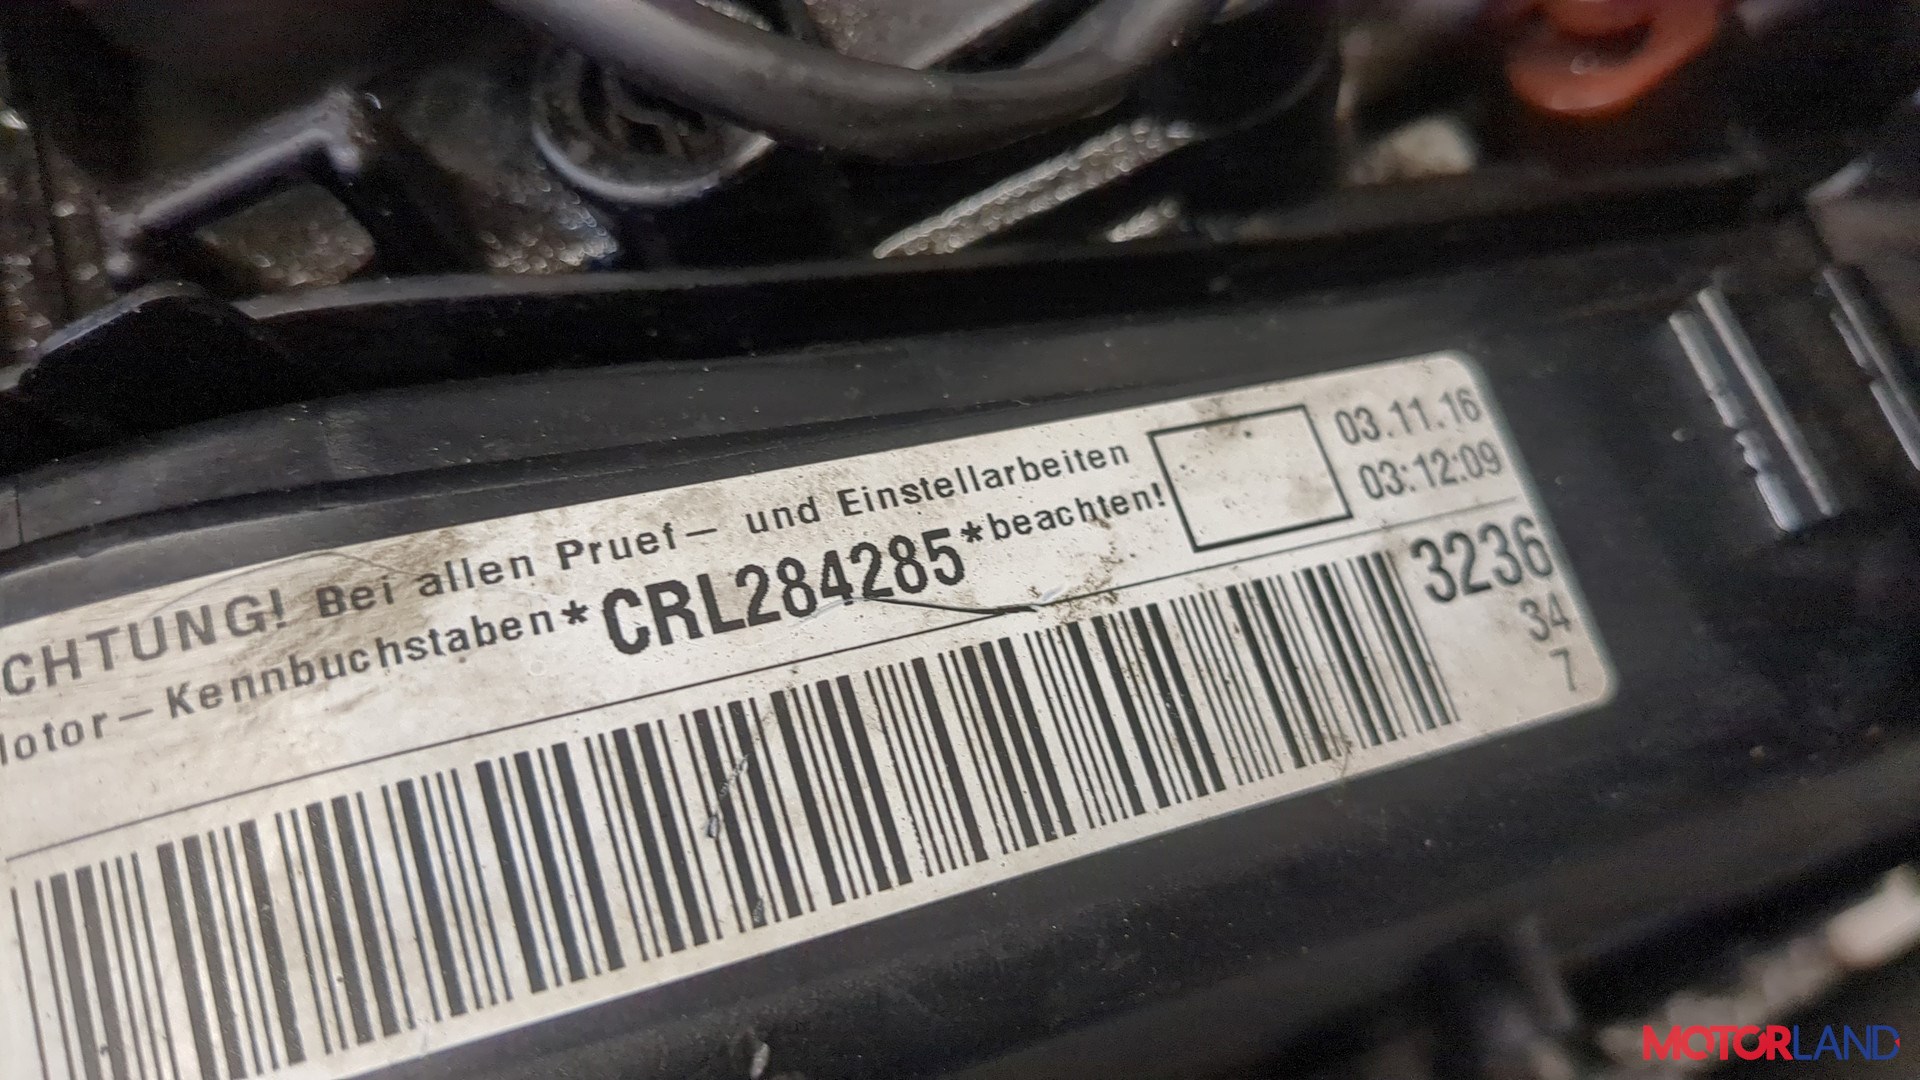 CHTUNG! Bei allen Pruef- und Einstellarbeiten
lotor-Kennbuchstaben*CRL284285*beachten!
03.11.16
03:12:09
3236
34
7
MOTORLAND